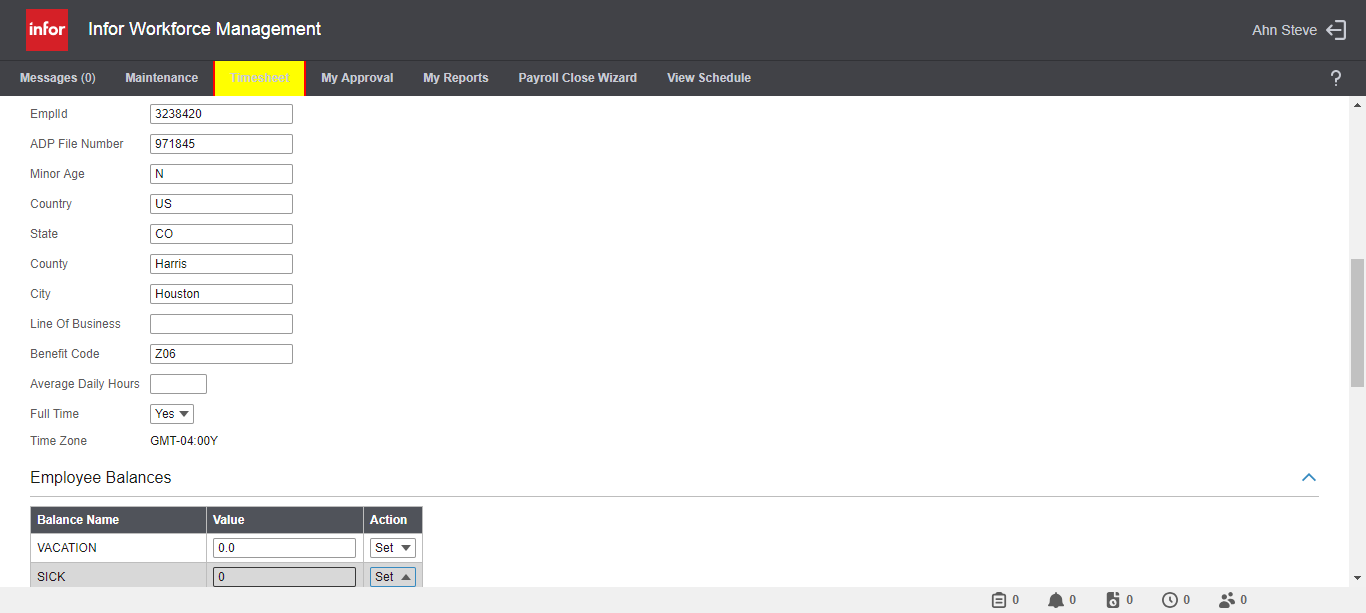 infor Infor Workforce Management Ahn Steve
Messages (0) Maintenance Timesheet My Approval My Reports Payroll Close Wizard View Schedule ?
EmplId 3238420
ADP File Number 971845
Minor Age N
Country US
State CO
County Harris
City Houston
Line Of Business
Benefit Code Z06
Average Daily Hours
Full Time Yes
Time Zone GMT-04:00Y
Employee Balances
Balance Name Value Action
VACATION 0.0 Set
SICK 0 Set
0 0 0 0 0